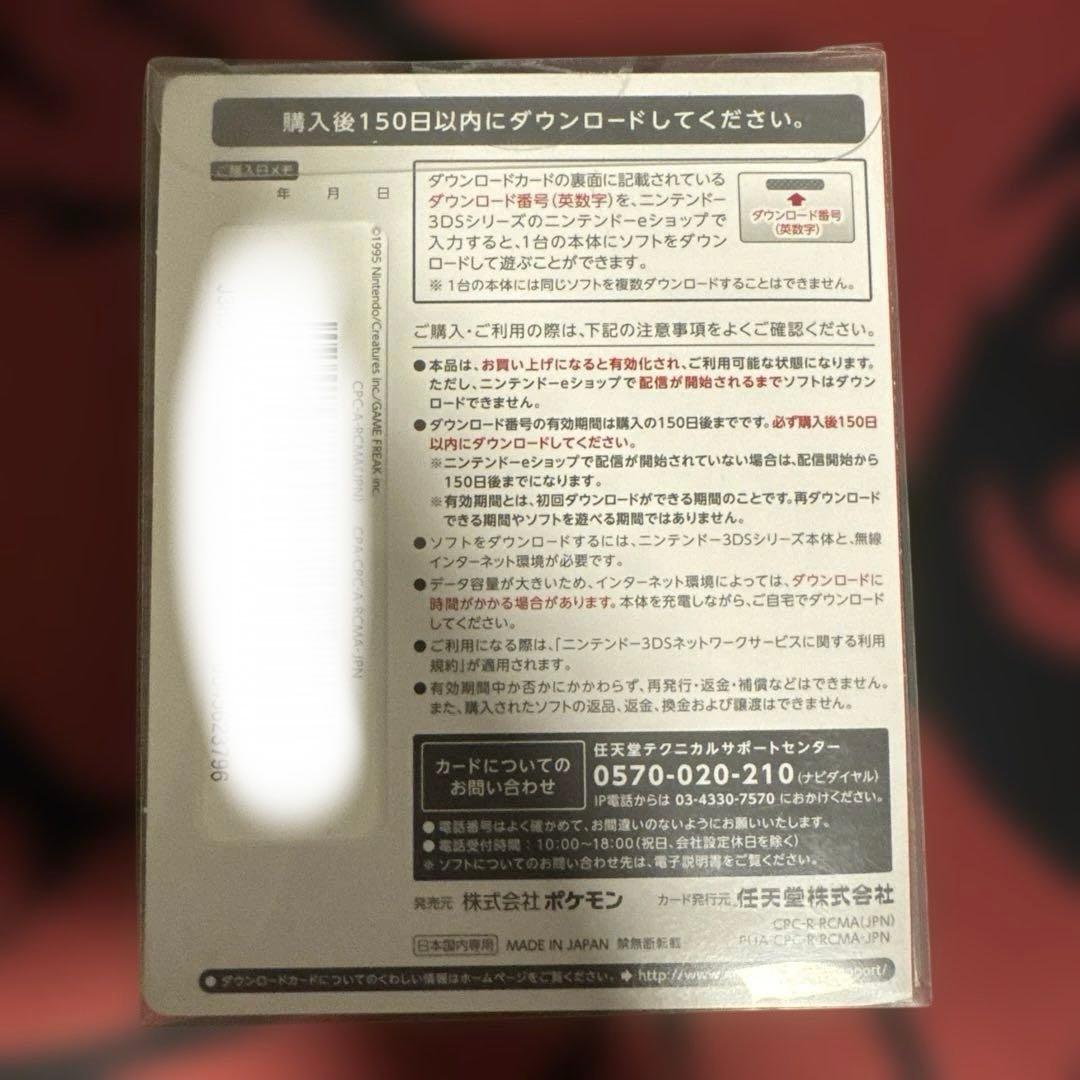 購入後150日以内にダウンロードしてください。
ご購入日メモ
年　月　日
©1995 Nintendo/Creatures inc./GAME FREAK inc.
CPC-A-RCMA(JPN)
CPA-CPC-A-RCMA-JPN
ダウンロードカードの裏面に記載されている
ダウンロード番号(英数字)を、ニンテンドー
3DSシリーズのニンテンドーeショップで
入力すると、1台の本体にソフトをダウン
ロードして遊ぶことができます。
※ 1台の本体には同じソフトを複数ダウンロードすることはできません。
ダウンロード番号
(英数字)
ご購入・ご利用の際は、下記の注意事項をよくご確認ください。
●本品は、お買い上げになると有効化され、ご利用可能な状態になります。
ただし、ニンテンドーeショップで配信が開始されるまでソフトはダウン
ロードできません。
●ダウンロード番号の有効期間は購入の150日後までです。必ず購入後150日
以内にダウンロードしてください。
※ニンテンドーeショップで配信が開始されていない場合は、配信開始から
150日後までになります。
※有効期間とは、初回ダウンロードができる期間のことです。再ダウンロード
できる期間やソフトを遊べる期間ではありません。
●ソフトをダウンロードするには、ニンテンドー3DSシリーズ本体と、無線
インターネット環境が必要です。
●データ容量が大きいため、インターネット環境によっては、ダウンロードに
時間がかかる場合があります。本体を充電しながら、ご自宅でダウンロード
してください。
●ご利用になる際は、「ニンテンドー3DSネットワークサービスに関する利用
規約」が適用されます。
●有効期間中か否かにかかわらず、再発行・返金・補償などはできません。
また、購入されたソフトの返品、返金、換金および譲渡はできません。
カードについての
お問い合わせ
任天堂テクニカルサポートセンター
0570-020-210(ナビダイヤル)
IP電話からは 03-4330-7570 におかけください。
●電話番号はよく確かめて、お間違いのないようにお願いいたします。
●電話受付時間：10:00～18:00(祝日、会社設定休日を除く)
※ ソフトについてのお問い合わせ先は、電子説明書をご覧ください。
発売元 株式会社ポケモン
カード発行元 任天堂株式会社
CPC-R-RCMA(JPN)
CPC-R-RCMA-JPN
日本国内専用 MADE IN JAPAN 禁無断転載
●ダウンロードカードについてのくわしい情報はホームページをご覧ください。➡ http://www.